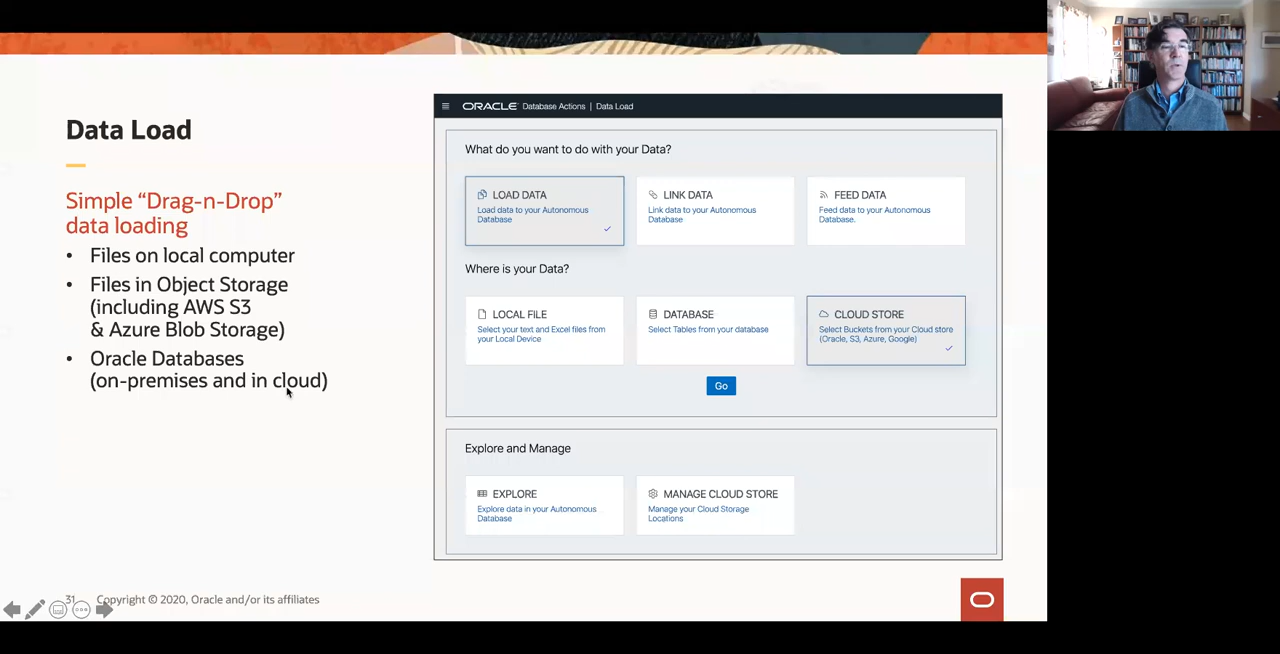 Data Load
Simple “Drag-n-Drop”
data loading
• Files on local computer
• Files in Object Storage
(including AWS S3
& Azure Blob Storage)
• Oracle Databases
(on-premises and in cloud)
ORACLE Database Actions | Data Load
What do you want to do with your Data?
LOAD DATA
Load data to your Autonomous
Database
LINK DATA
Link data to your Autonomous
Database
FEED DATA
Feed data to your Autonomous
Database.
Where is your Data?
LOCAL FILE
Select your text and Excel files from
your Local Device
DATABASE
Select Tables from your database
CLOUD STORE
Select Buckets from your Cloud store
(Oracle, S3, Azure, Google)
Go
Explore and Manage
EXPLORE
Explore data in your Autonomous
Database
MANAGE CLOUD STORE
Manage your Cloud Storage
Locations
31 Copyright © 2020, Oracle and/or its affiliates